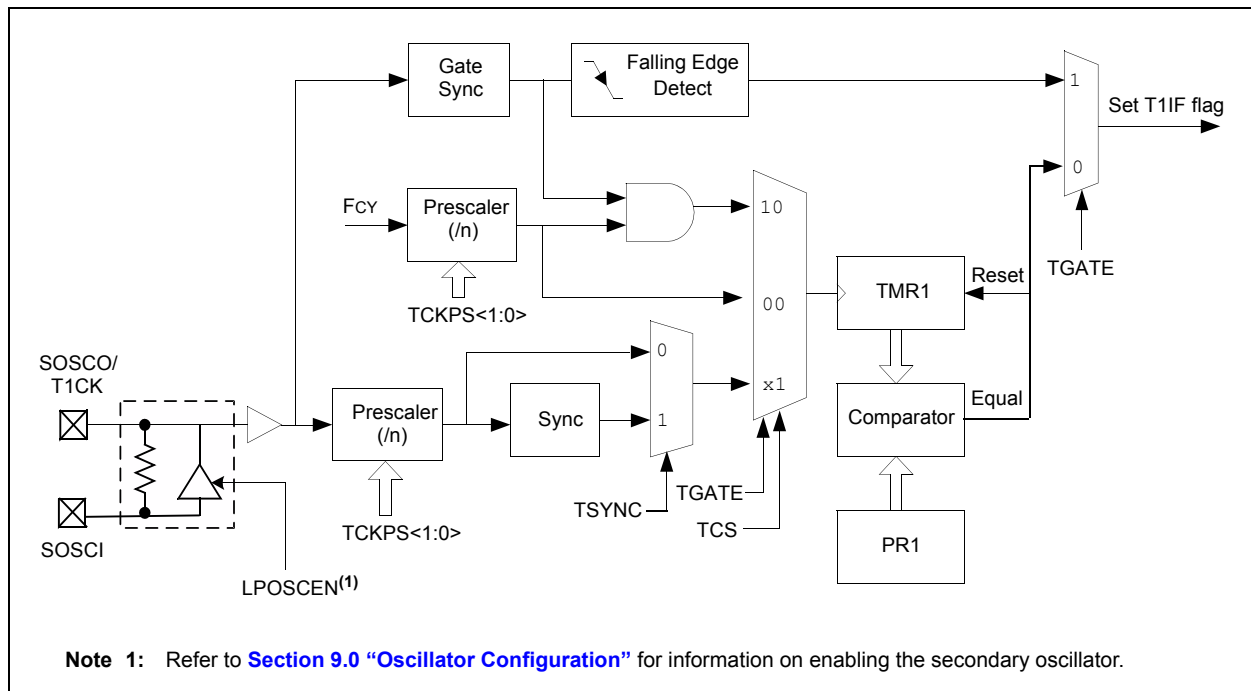 Gate
Sync
Falling Edge
Detect
1
Set T1IF flag
0
TGATE
FCY
Prescaler
(/n)
TCKPS<1:0>
10
00
x1
TMR1
Reset
SOSCO/
T1CK
SOSCI
Prescaler
(/n)
TCKPS<1:0>
Sync
0
1
TSYNC
TGATE
TCS
Comparator
Equal
PR1
LPOSCEN(1)
Note 1: Refer to Section 9.0 “Oscillator Configuration” for information on enabling the secondary oscillator.